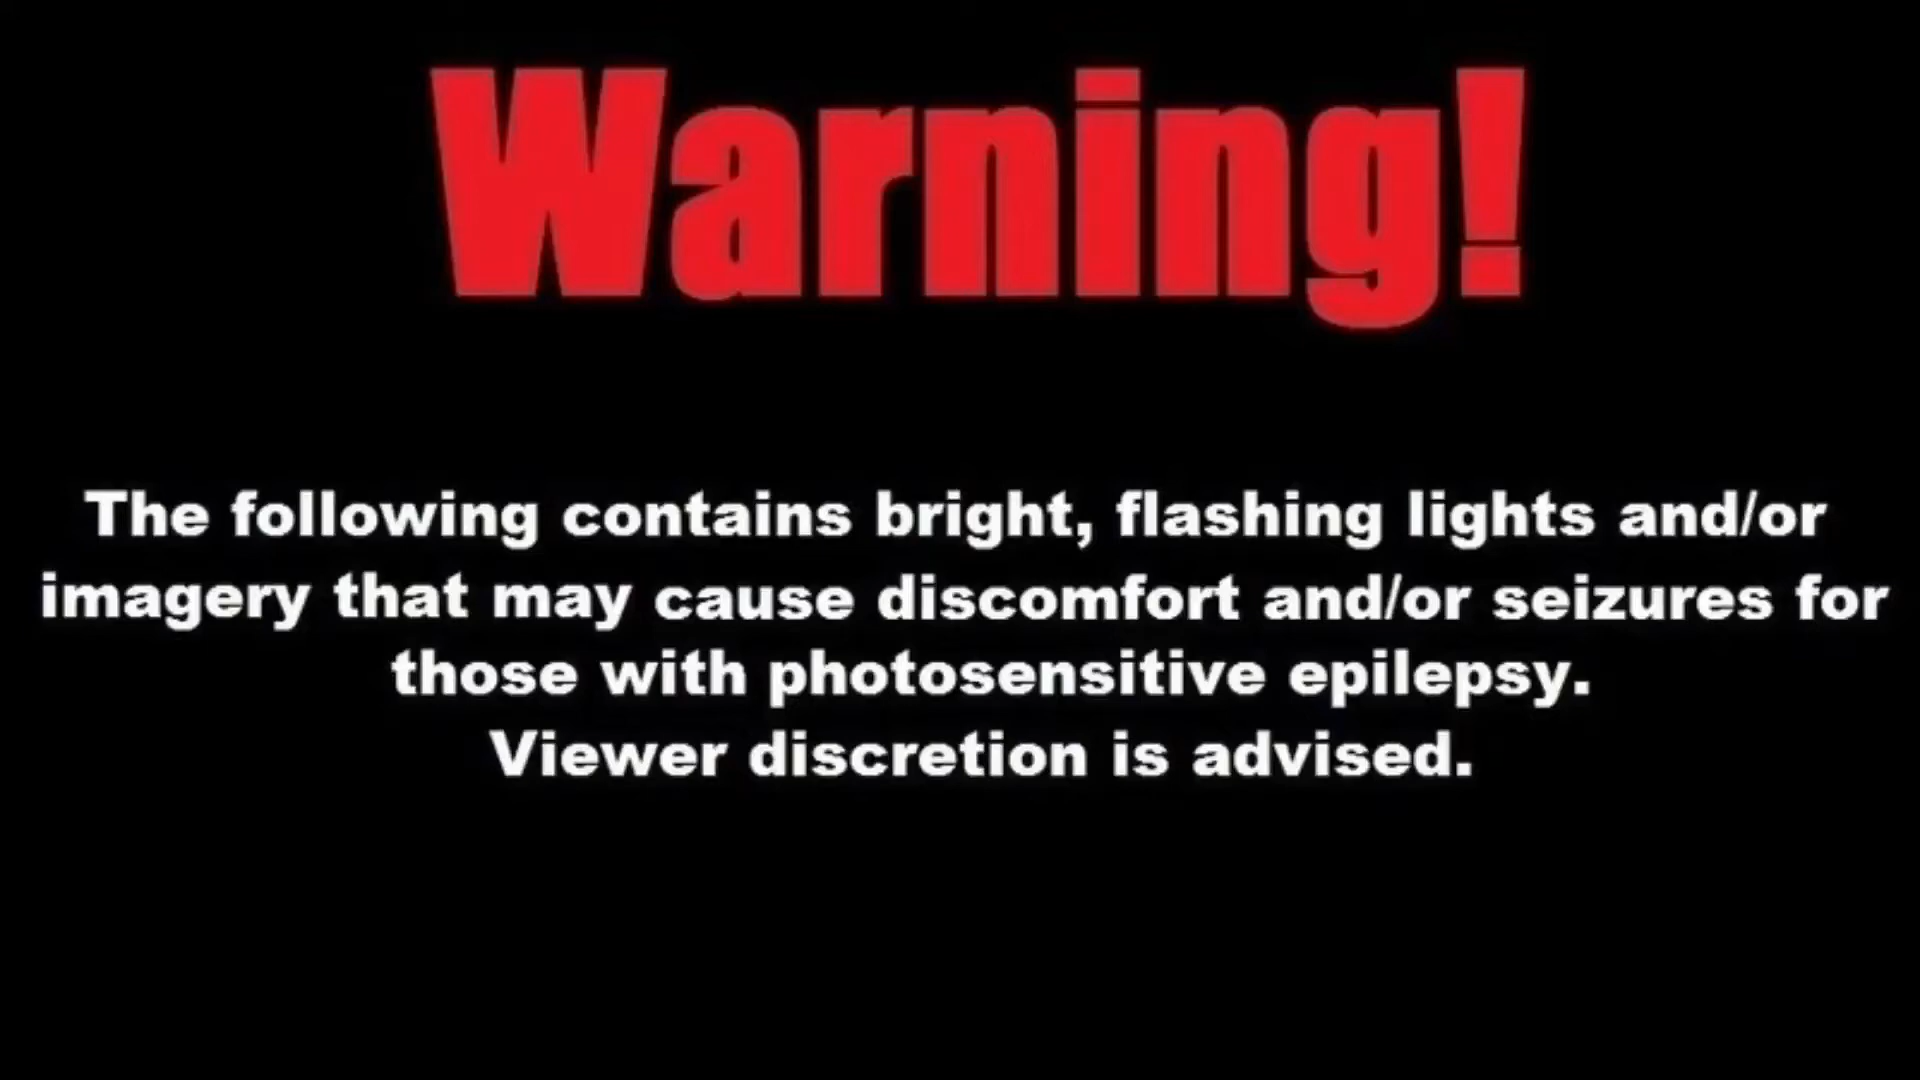 Warning!
The following contains bright, flashing lights and/or
imagery that may cause discomfort and/or seizures for
those with photosensitive epilepsy.
Viewer discretion is advised.